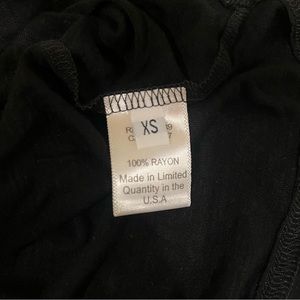 XS
100% RAYON
Made in Limited
Quantity in the
U.S.A